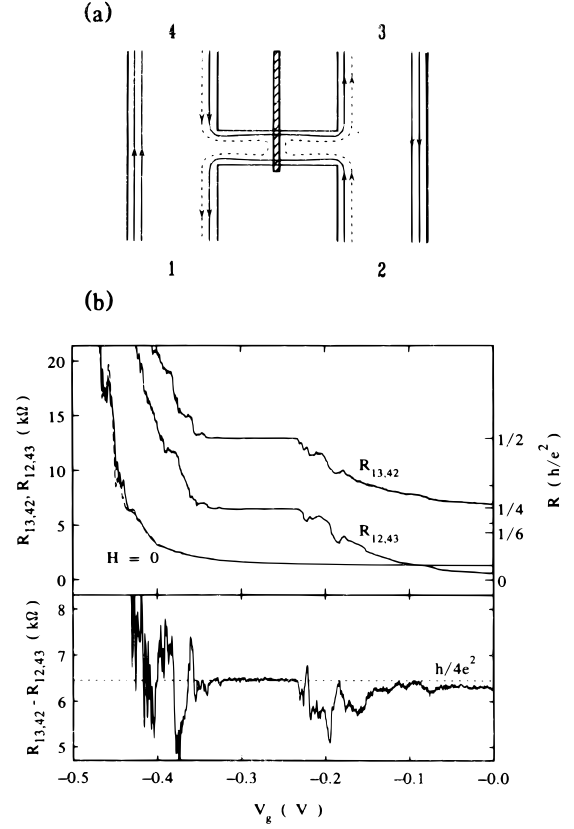 (a)
4 3
1 2
(b)
R13,42, R12,43 ( kΩ )
20
15
10
5
0
R13,42
R12,43
H = 0
R ( h/e² )
1/2
1/4
1/6
0
R13,42 - R12,43 ( kΩ )
8
7
6
5
h/4e²
−0.5 −0.4 −0.3 −0.2 −0.1 −0.0
Vg ( V )